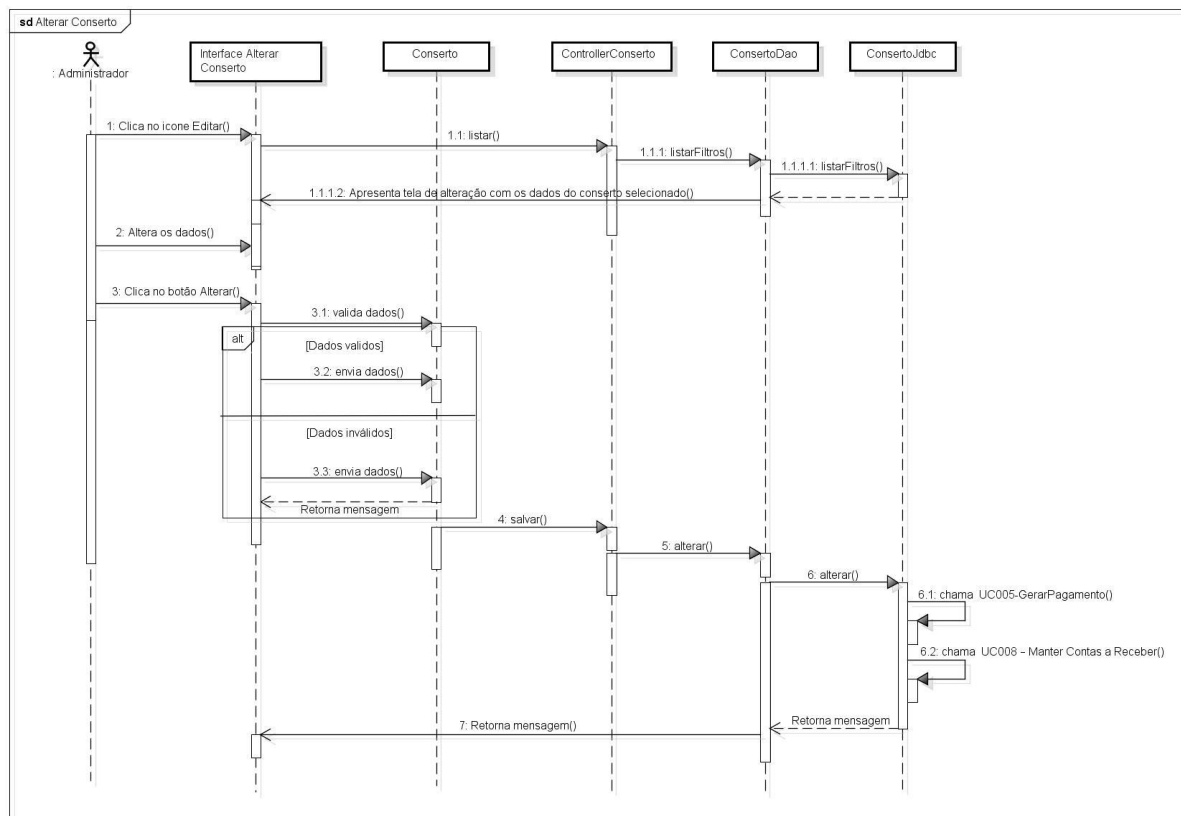 sd Alterar Conserto
: Administrador
Interface Alterar
Conserto
Conserto
ControllerConserto
ConsertoDao
ConsertoJdbc
1: Clica no icone Editar()
1.1: listar()
1.1.1: listarFiltros()
1.1.1.1: listarFiltros()
1.1.1.2: Apresenta tela de alteração com os dados do conserto selecionado()
2: Altera os dados()
3: Clica no botão Alterar()
3.1: valida dados()
alt
[Dados validos]
3.2: envia dados()
[Dados inválidos]
3.3: envia dados()
Retorna mensagem
4: salvar()
5: alterar()
6: alterar()
6.1: chama UC005-GerarPagamento()
6.2: chama UC008 – Manter Contas a Receber()
Retorna mensagem
7: Retorna mensagem()